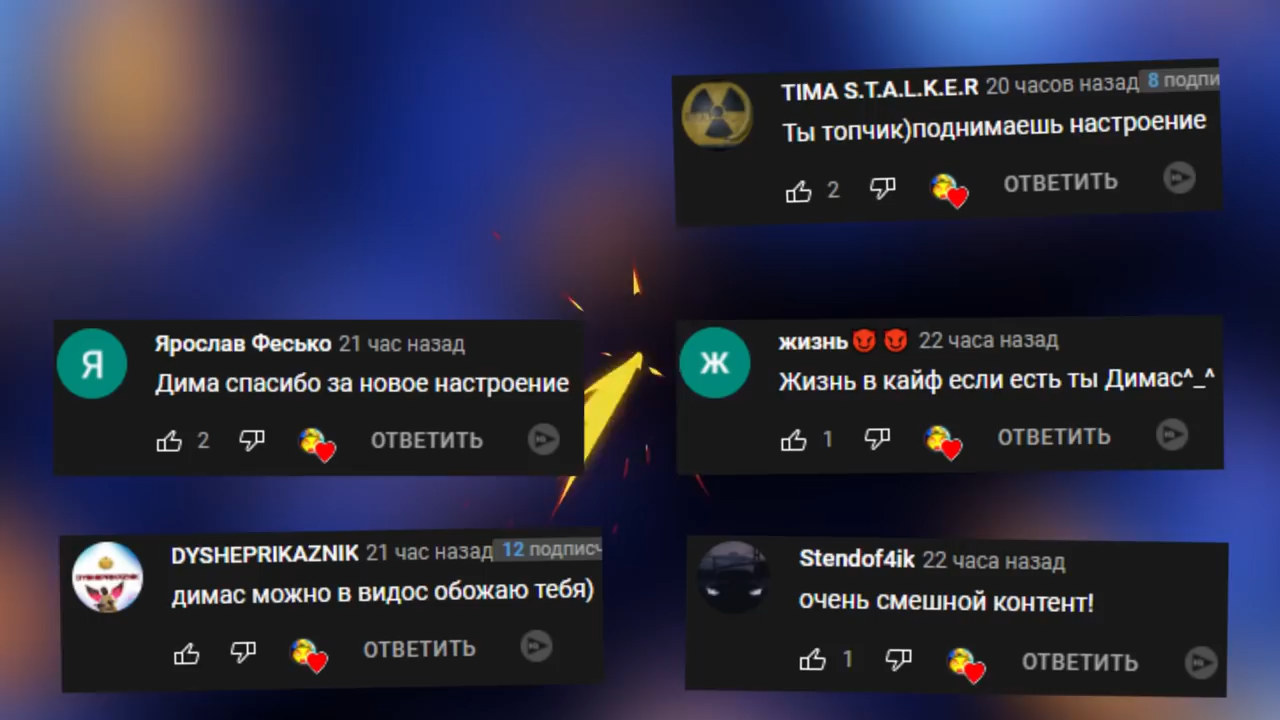 TIMA S.T.A.L.K.E.R 20 часов назад 8 подпи
Ты топчик)поднимаешь настроение
2 ОТВЕТИТЬ
Я
Ярослав Фесько 21 час назад
Дима спасибо за новое настроение
2 ОТВЕТИТЬ
ж
жизнь😈 😈 22 часа назад
Жизнь в кайф если есть ты Димас^_^
1 ОТВЕТИТЬ
DYSHEPRIKAZNIK 21 час назад 12 подписч
димас можно в видос обожаю тебя)
ОТВЕТИТЬ
Stendof4ik 22 часа назад
очень смешной контент!
1 ОТВЕТИТЬ